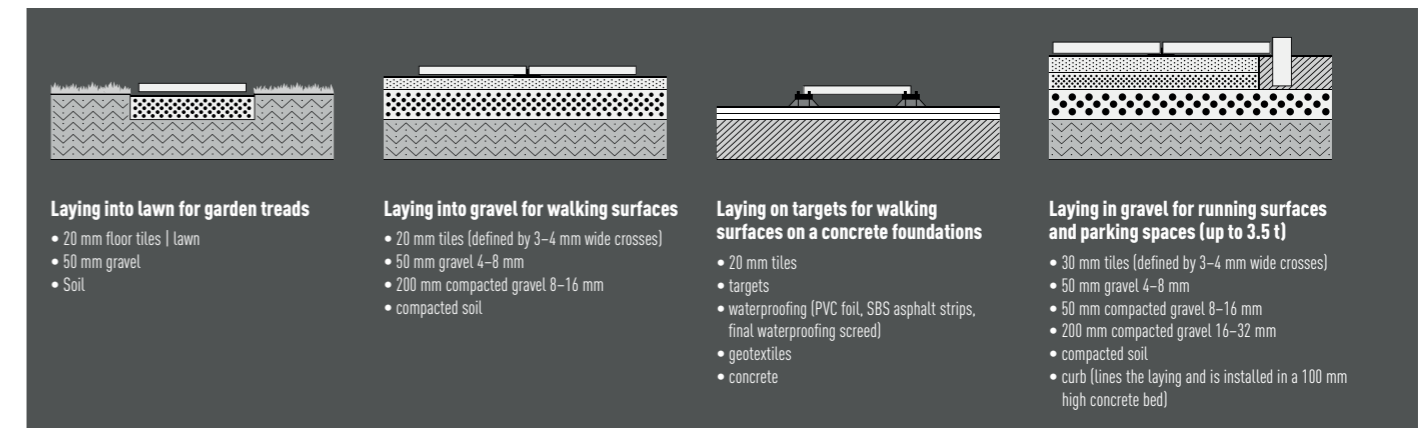 Laying into lawn for garden treads
• 20 mm floor tiles | lawn
• 50 mm gravel
• Soil
Laying into gravel for walking surfaces
• 20 mm tiles (defined by 3–4 mm wide crosses)
• 50 mm gravel 4–8 mm
• 200 mm compacted gravel 8–16 mm
• compacted soil
Laying on targets for walking
surfaces on a concrete foundations
• 20 mm tiles
• targets
• waterproofing (PVC foil, SBS asphalt strips,
final waterproofing screed)
• geotextiles
• concrete
Laying in gravel for running surfaces
and parking spaces (up to 3.5 t)
• 30 mm tiles (defined by 3–4 mm wide crosses)
• 50 mm gravel 4–8 mm
• 50 mm compacted gravel 8–16 mm
• 200 mm compacted gravel 16–32 mm
• compacted soil
• curb (lines the laying and is installed in a 100 mm
high concrete bed)